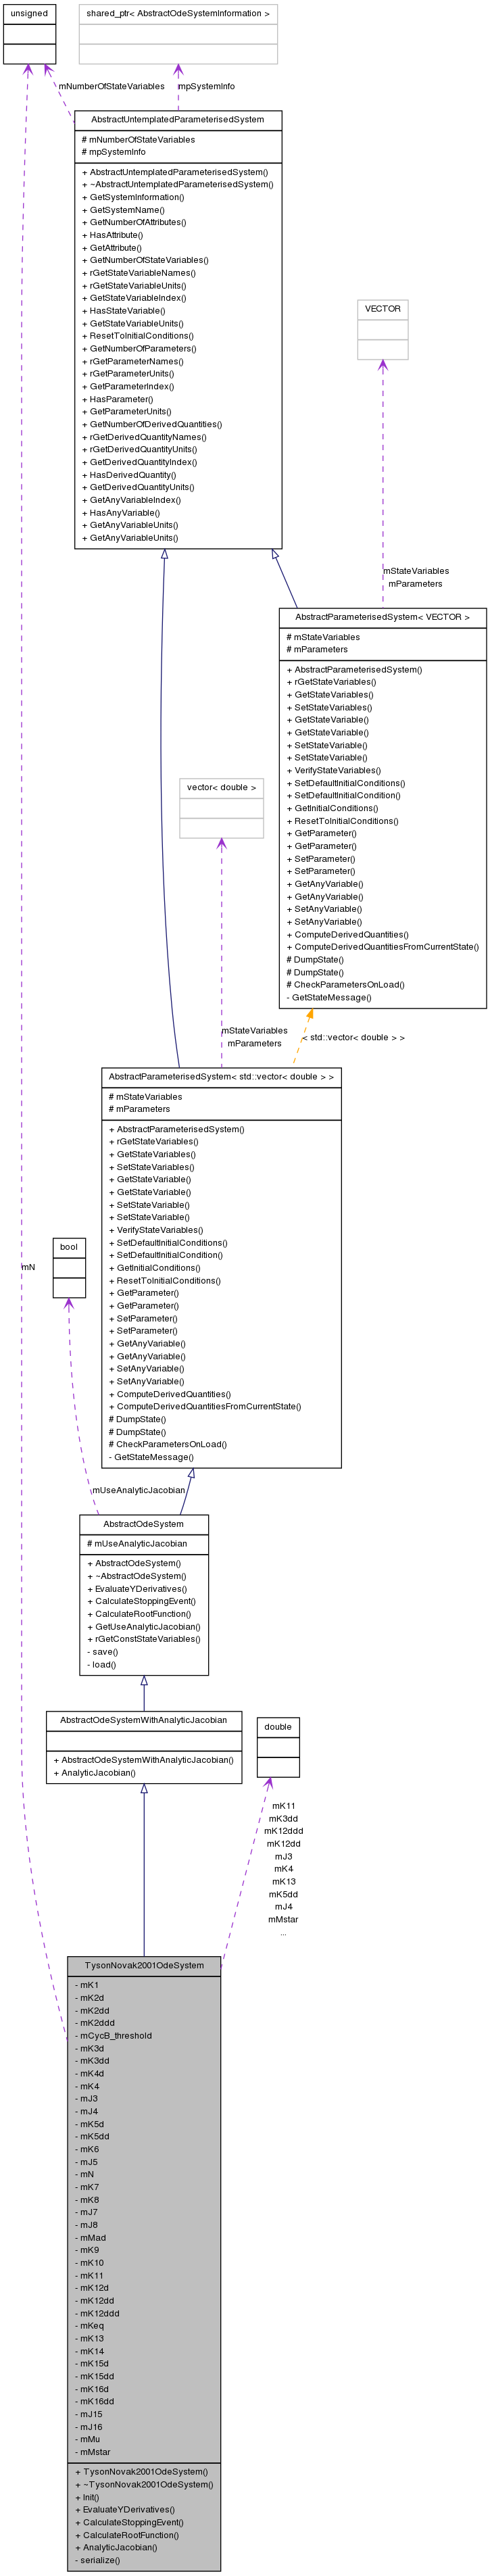 unsigned
shared_ptr< AbstractOdeSystemInformation >
mNumberOfStateVariables
mpSystemInfo
AbstractUntemplatedParameterisedSystem
# mNumberOfStateVariables
# mpSystemInfo
+ AbstractUntemplatedParameterisedSystem()
+ ~AbstractUntemplatedParameterisedSystem()
+ GetSystemInformation()
+ GetSystemName()
+ GetNumberOfAttributes()
+ HasAttribute()
+ GetAttribute()
+ GetNumberOfStateVariables()
+ rGetStateVariableNames()
+ rGetStateVariableUnits()
+ GetStateVariableIndex()
+ HasStateVariable()
+ GetStateVariableUnits()
+ ResetToInitialConditions()
+ GetNumberOfParameters()
+ rGetParameterNames()
+ rGetParameterUnits()
+ GetParameterIndex()
+ HasParameter()
+ GetParameterUnits()
+ GetNumberOfDerivedQuantities()
+ rGetDerivedQuantityNames()
+ rGetDerivedQuantityUnits()
+ GetDerivedQuantityIndex()
+ HasDerivedQuantity()
+ GetDerivedQuantityUnits()
+ GetAnyVariableIndex()
+ HasAnyVariable()
+ GetAnyVariableUnits()
+ GetAnyVariableUnits()
VECTOR
mStateVariables
mParameters
AbstractParameterisedSystem< VECTOR >
# mStateVariables
# mParameters
+ AbstractParameterisedSystem()
+ rGetStateVariables()
+ GetStateVariables()
+ SetStateVariables()
+ GetStateVariable()
+ GetStateVariable()
+ SetStateVariable()
+ SetStateVariable()
+ VerifyStateVariables()
+ SetDefaultInitialConditions()
+ SetDefaultInitialCondition()
+ GetInitialConditions()
+ ResetToInitialConditions()
+ GetParameter()
+ GetParameter()
+ SetParameter()
+ SetParameter()
+ GetAnyVariable()
+ GetAnyVariable()
+ SetAnyVariable()
+ SetAnyVariable()
+ ComputeDerivedQuantities()
+ ComputeDerivedQuantitiesFromCurrentState()
# DumpState()
# DumpState()
# CheckParametersOnLoad()
- GetStateMessage()
vector< double >
mStateVariables
mParameters
< std::vector< double > >
AbstractParameterisedSystem< std::vector< double > >
# mStateVariables
# mParameters
+ AbstractParameterisedSystem()
+ rGetStateVariables()
+ GetStateVariables()
+ SetStateVariables()
+ GetStateVariable()
+ GetStateVariable()
+ SetStateVariable()
+ SetStateVariable()
+ VerifyStateVariables()
+ SetDefaultInitialConditions()
+ SetDefaultInitialCondition()
+ GetInitialConditions()
+ ResetToInitialConditions()
+ GetParameter()
+ GetParameter()
+ SetParameter()
+ SetParameter()
+ GetAnyVariable()
+ GetAnyVariable()
+ SetAnyVariable()
+ SetAnyVariable()
+ ComputeDerivedQuantities()
+ ComputeDerivedQuantitiesFromCurrentState()
# DumpState()
# DumpState()
# CheckParametersOnLoad()
- GetStateMessage()
bool
mN
mUseAnalyticJacobian
AbstractOdeSystem
# mUseAnalyticJacobian
+ AbstractOdeSystem()
+ ~AbstractOdeSystem()
+ EvaluateYDerivatives()
+ CalculateStoppingEvent()
+ CalculateRootFunction()
+ GetUseAnalyticJacobian()
+ rGetConstStateVariables()
- save()
- load()
AbstractOdeSystemWithAnalyticJacobian
+ AbstractOdeSystemWithAnalyticJacobian()
+ AnalyticJacobian()
double
mK11
mK3dd
mK12ddd
mK12dd
mJ3
mK4
mK13
mK5dd
mJ4
mMstar
...
TysonNovak2001OdeSystem
- mK1
- mK2d
- mK2dd
- mK2ddd
- mCycB_threshold
- mK3d
- mK3dd
- mK4d
- mK4
- mJ3
- mJ4
- mK5d
- mK5dd
- mK6
- mJ5
- mN
- mK7
- mK8
- mJ7
- mJ8
- mMad
- mK9
- mK10
- mK11
- mK12d
- mK12dd
- mK12ddd
- mKeq
- mK13
- mK14
- mK15d
- mK15dd
- mK16d
- mK16dd
- mJ15
- mJ16
- mMu
- mMstar
+ TysonNovak2001OdeSystem()
+ ~TysonNovak2001OdeSystem()
+ Init()
+ EvaluateYDerivatives()
+ CalculateStoppingEvent()
+ CalculateRootFunction()
+ AnalyticJacobian()
- serialize()